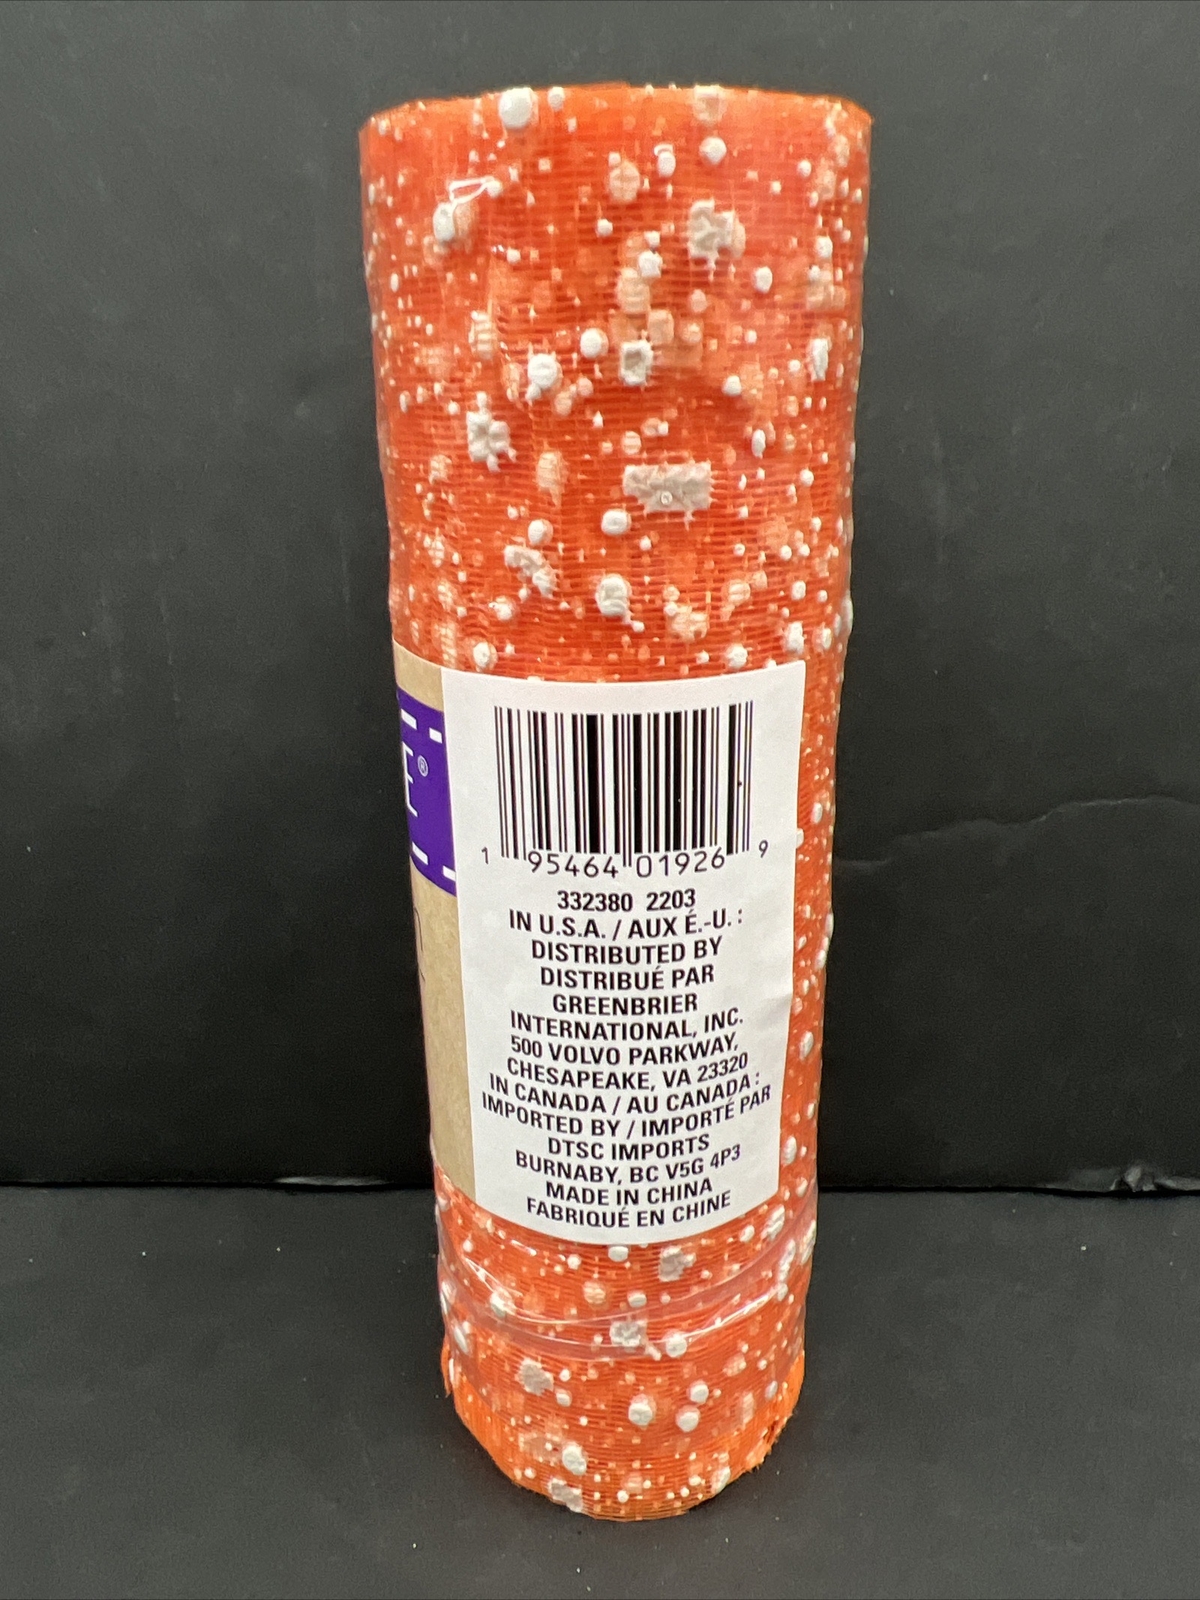 E®
1 95464 01926 9
332380 2203
IN U.S.A. / AUX É.-U. :
DISTRIBUTED BY
DISTRIBUÉ PAR
GREENBRIER
INTERNATIONAL, INC.
500 VOLVO PARKWAY,
CHESAPEAKE, VA 23320
IN CANADA / AU CANADA :
IMPORTED BY / IMPORTÉ PAR
DTSC IMPORTS
BURNABY, BC V5G 4P3
MADE IN CHINA
FABRIQUÉ EN CHINE